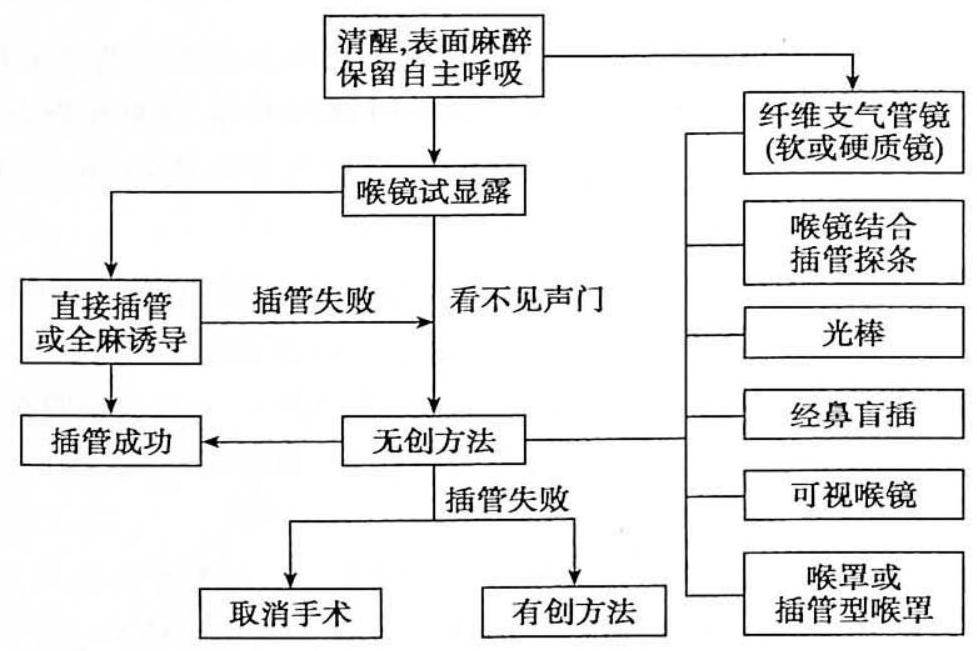 清醒,表面麻醉
保留自主呼吸
纤维支气管镜
(软或硬质镜)
喉镜试显露
喉镜结合
插管探条
直接插管
或全麻诱导
插管失败
看不见声门
光棒
经鼻盲插
插管成功
无创方法
可视喉镜
插管失败
喉罩或
插管型喉罩
取消手术
有创方法